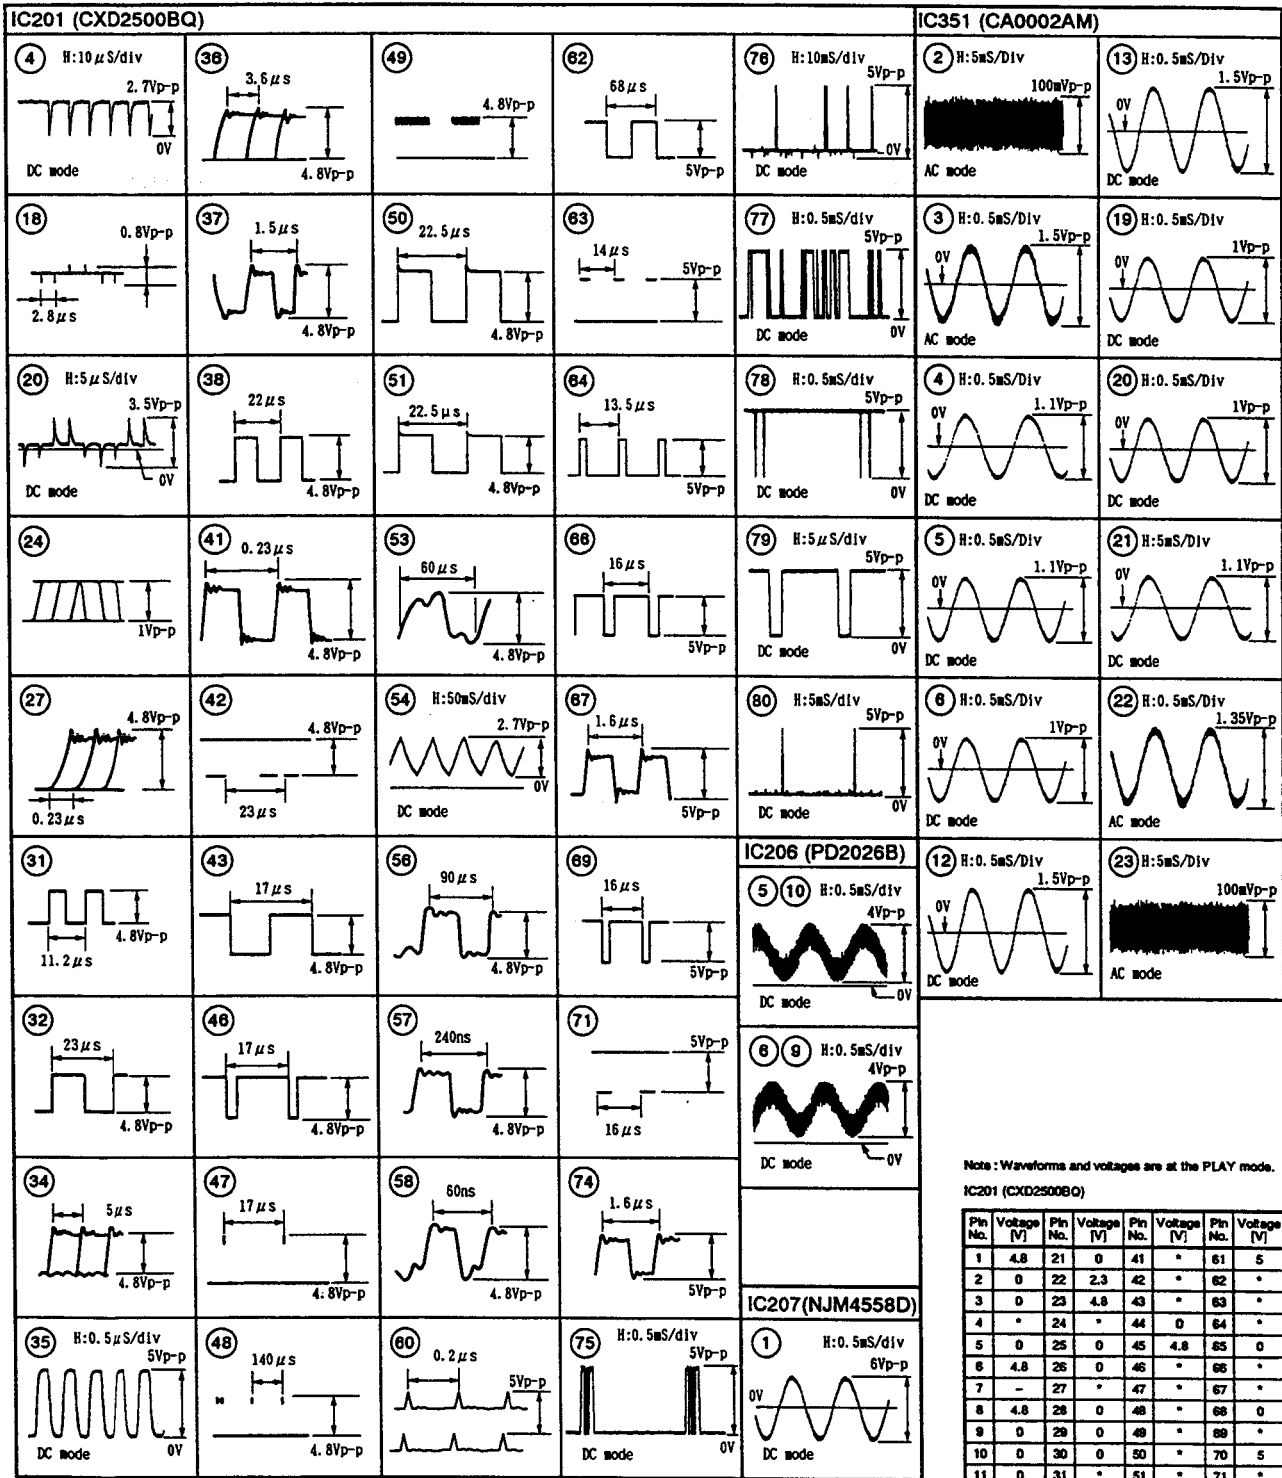 IC201 (CXD2500BQ)
4 H:10μS/div
2.7Vp-p
0V
DC mode
36
3.6μs
4.8Vp-p
49
4.8Vp-p
62
68μs
5Vp-p
76 H:10mS/div
5Vp-p
0V
DC mode
18
0.8Vp-p
2.8μs
37
1.5μs
4.8Vp-p
50
22.5μs
4.8Vp-p
63
14μs
5Vp-p
77 H:0.5mS/div
5Vp-p
DC mode 0V
20 H:5μS/div
3.5Vp-p
0V
DC mode
38
22μs
4.8Vp-p
51
22.5μs
4.8Vp-p
64
13.5μs
5Vp-p
78 H:0.5mS/div
5Vp-p
DC mode 0V
24
1Vp-p
41
0.23μs
4.8Vp-p
53
60μs
4.8Vp-p
66
16μs
5Vp-p
79 H:5μS/div
5Vp-p
DC mode 0V
27
4.8Vp-p
0.23μs
42
4.8Vp-p
23μs
54 H:50mS/div
2.7Vp-p
0V
DC mode
67
1.6μs
5Vp-p
80 H:5mS/div
5Vp-p
DC mode 0V
31
4.8Vp-p
11.2μs
43
17μs
4.8Vp-p
56
90μs
4.8Vp-p
69
16μs
5Vp-p
32
23μs
4.8Vp-p
46
17μs
4.8Vp-p
57
240ns
4.8Vp-p
71
5Vp-p
16μs
34
5μs
4.8Vp-p
47
17μs
4.8Vp-p
58
60ns
4.8Vp-p
74
1.6μs
5Vp-p
35 H:0.5μS/div
5Vp-p
DC mode 0V
48
140μs
4.8Vp-p
60
0.2μs
5Vp-p
75 H:0.5mS/div
5Vp-p
DC mode 0V
IC206 (PD2026B)
5 10 H:0.5mS/div
4Vp-p
DC mode 0V
6 9 H:0.5mS/div
4Vp-p
DC mode 0V
IC207(NJM4558D)
1 H:0.5mS/div
6Vp-p
0V
DC mode
IC351 (CA0002AM)
2 H:5mS/Div
100mVp-p
AC mode
13 H:0.5mS/Div
1.5Vp-p
0V
DC mode
3 H:0.5mS/Div
1.5Vp-p
0V
AC mode
19 H:0.5mS/Div
1Vp-p
0V
DC mode
4 H:0.5mS/Div
1.1Vp-p
0V
DC mode
20 H:0.5mS/Div
1Vp-p
0V
DC mode
5 H:0.5mS/Div
1.1Vp-p
0V
DC mode
21 H:5mS/Div
1.1Vp-p
0V
DC mode
6 H:0.5mS/Div
1Vp-p
0V
DC mode
22 H:0.5mS/Div
1.35Vp-p
AC mode
12 H:0.5mS/Div
1.5Vp-p
0V
DC mode
23 H:5mS/Div
100mVp-p
AC mode
Note : Waveforms and voltages are at the PLAY mode.
IC201 (CXD2500BQ)
Pin No. Voltage [V] Pin No. Voltage [V] Pin No. Voltage [V] Pin No. Voltage [V]
1 4.8 21 0 41 * 61 5
2 0 22 2.3 42 * 62 *
3 0 23 4.8 43 * 63 *
4 * 24 * 44 0 64 *
5 0 25 0 45 4.8 65 0
6 4.8 26 0 46 * 66 *
7 – 27 * 47 * 67 *
8 4.8 28 0 48 * 68 0
9 0 29 0 49 * 69 *
10 0 30 0 50 * 70 5
11 0 31 * 51 * 71 *